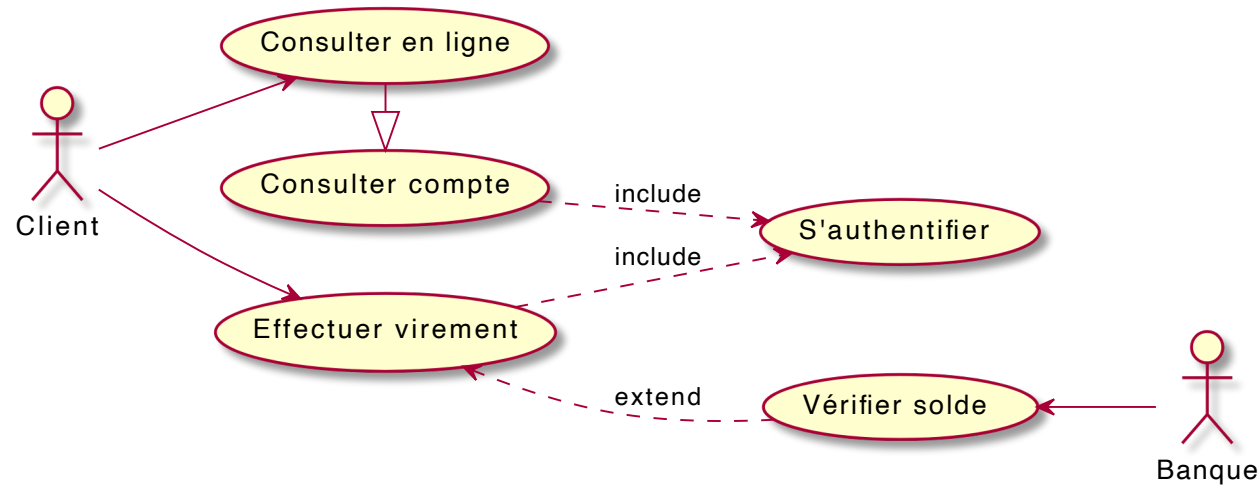 Consulter en ligne
Consulter compte
include
Client
S'authentifier
include
Effectuer virement
extend
Vérifier solde
Banque